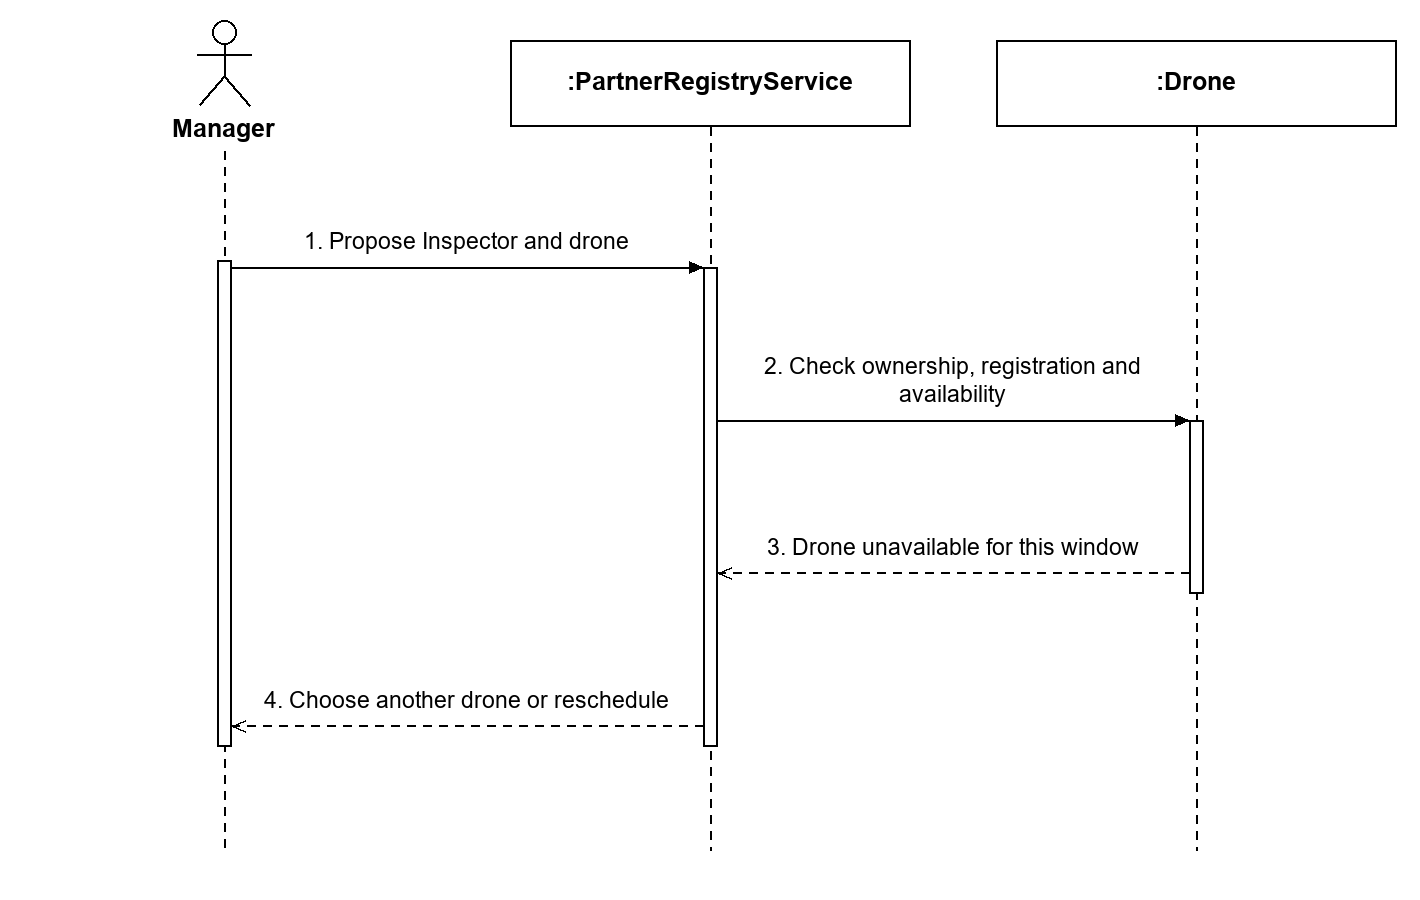 Manager
:PartnerRegistryService
:Drone
1. Propose Inspector and drone
2. Check ownership, registration and
availability
3. Drone unavailable for this window
4. Choose another drone or reschedule